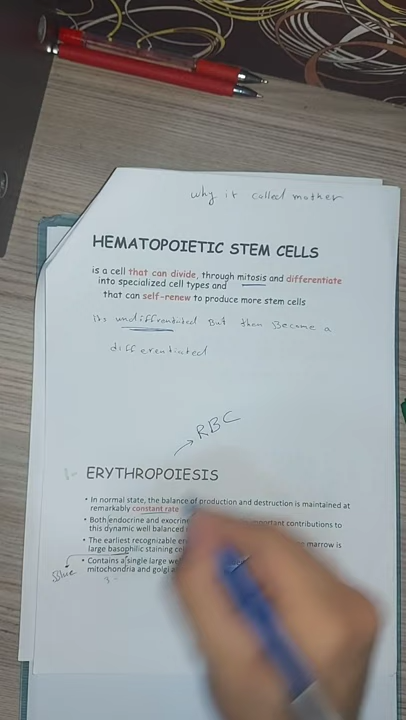 why it called mother
HEMATOPOIETIC STEM CELLS
is a cell that can divide, through mitosis and differentiate
into specialized cell types and
that can self-renew to produce more stem cells
its undifferentiated But then Become a
differentiated
→ RBC
1- ERYTHROPOIESIS
• In normal state, the balance of production and destruction is maintained at
remarkably constant rate
• Both endocrine and exocrine important contributions to
this dynamic well balanced
• The earliest recognizable marrow is
large basophilic staining
• Contains a single large
mitochondria and golgi